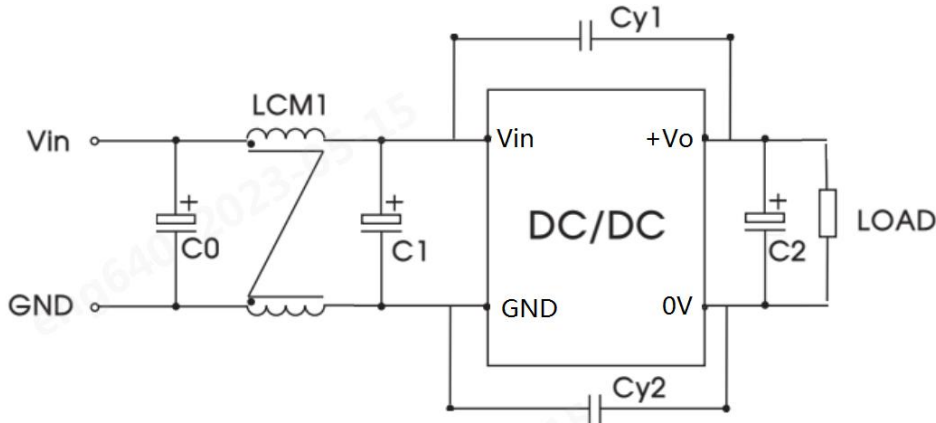 Cy1
LCM1
Vin
Vin
+Vo
+
+
+
C0
C1
DC/DC
C2
LOAD
GND
GND
0V
Cy2